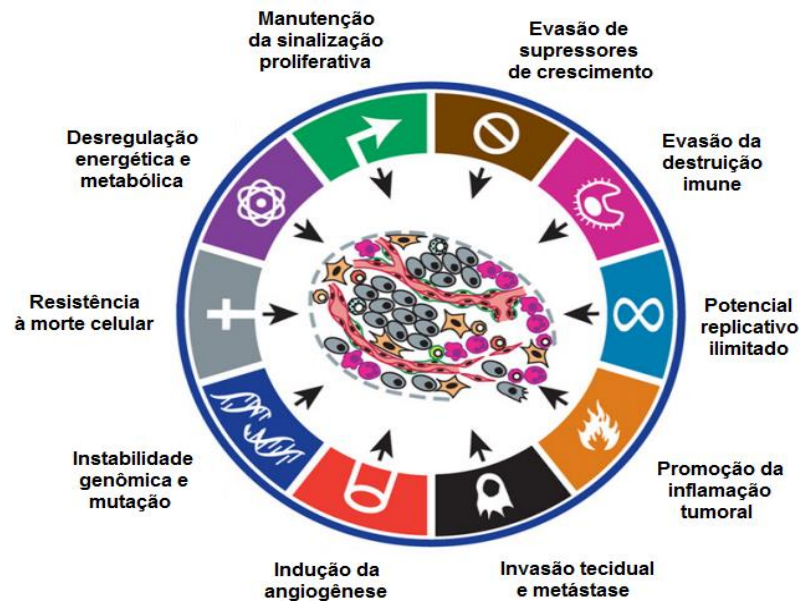 Manutenção
da sinalização
proliferativa
Evasão de
supressores
de crescimento
Evasão da
destruição
imune
Potencial
replicativo
ilimitado
Promoção da
inflamação
tumoral
Invasão tecidual
e metástase
Indução da
angiogênese
Instabilidade
genômica e
mutação
Resistência
à morte celular
Desregulação
energética e
metabólica